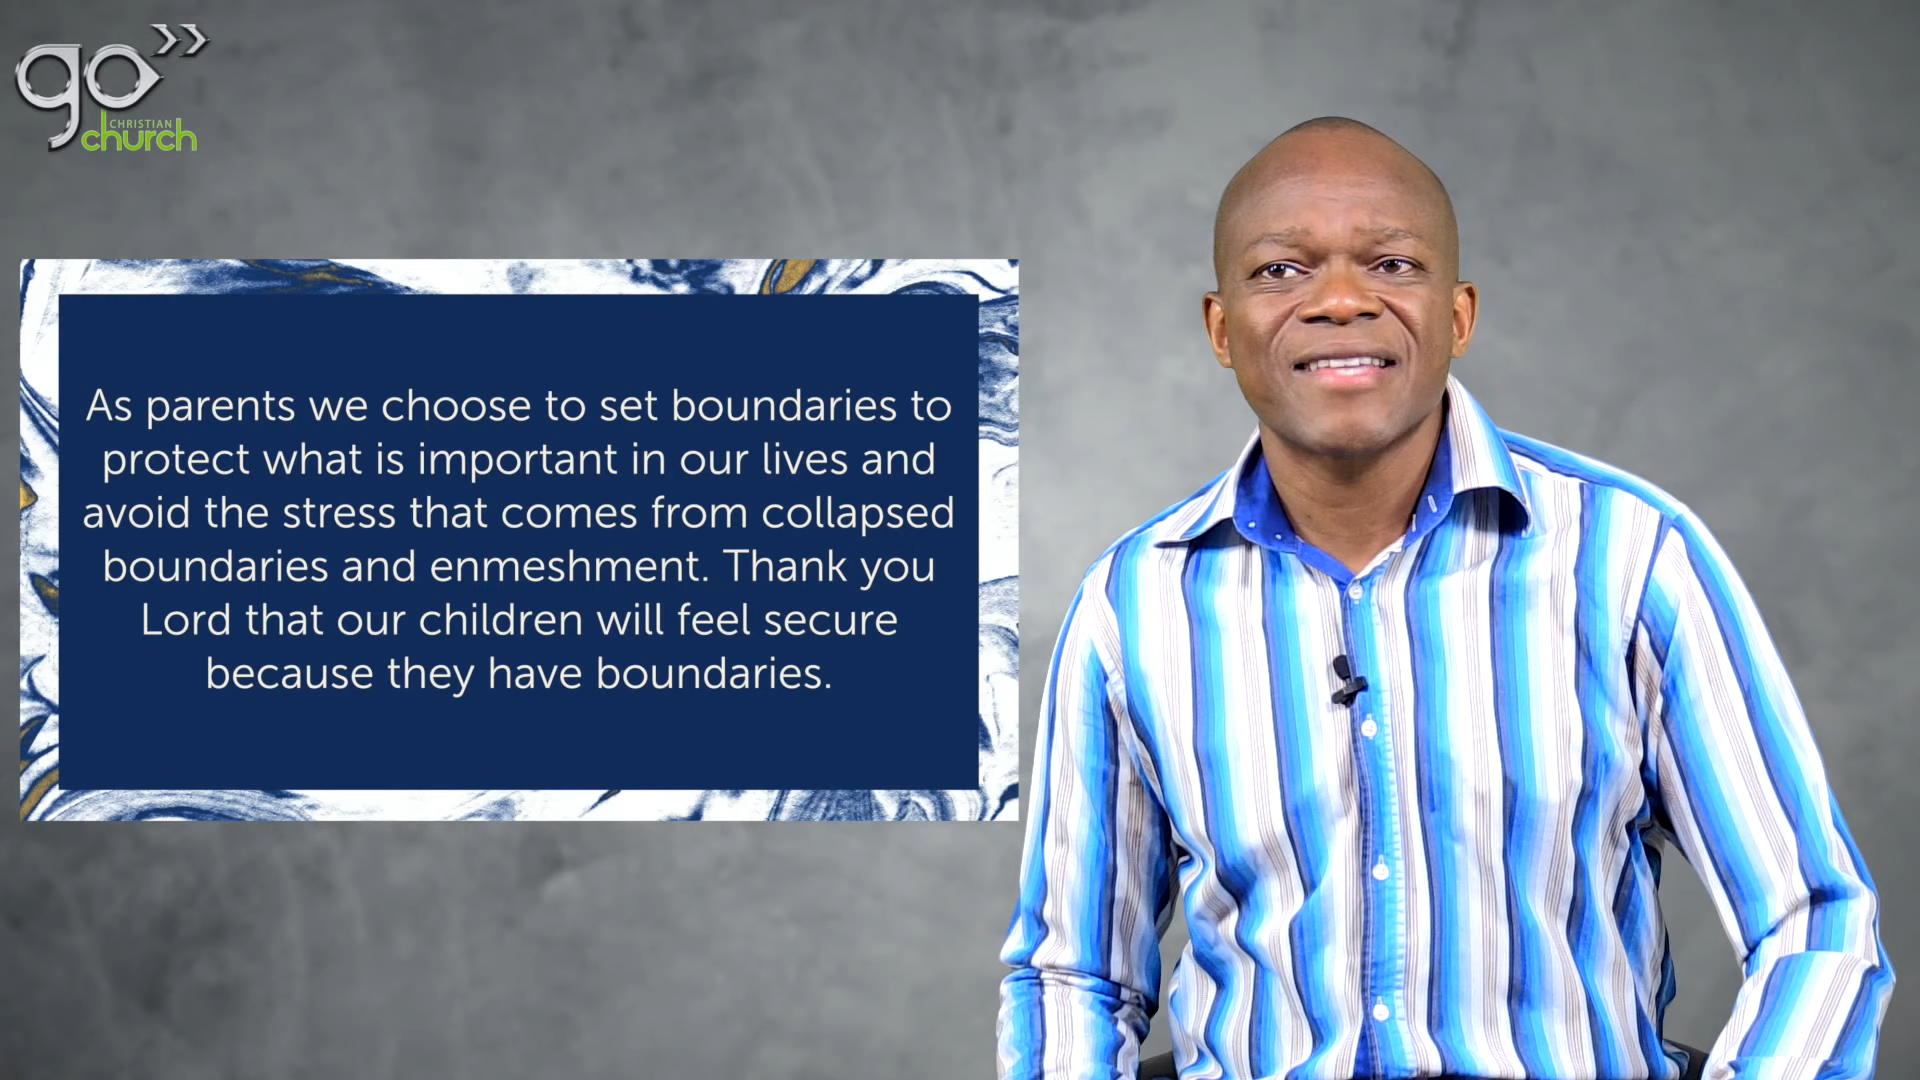 go
CHRISTIAN
church
As parents we choose to set boundaries to
protect what is important in our lives and
avoid the stress that comes from collapsed
boundaries and enmeshment. Thank you
Lord that our children will feel secure
because they have boundaries.